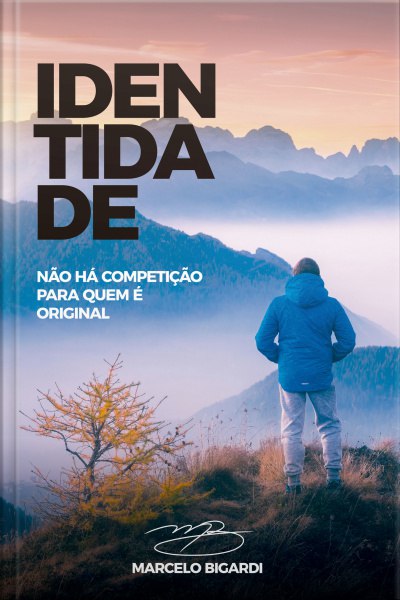 IDEN
TIDA
DE
NÃO HÁ COMPETIÇÃO
PARA QUEM É
ORIGINAL
MARCELO BIGARDI